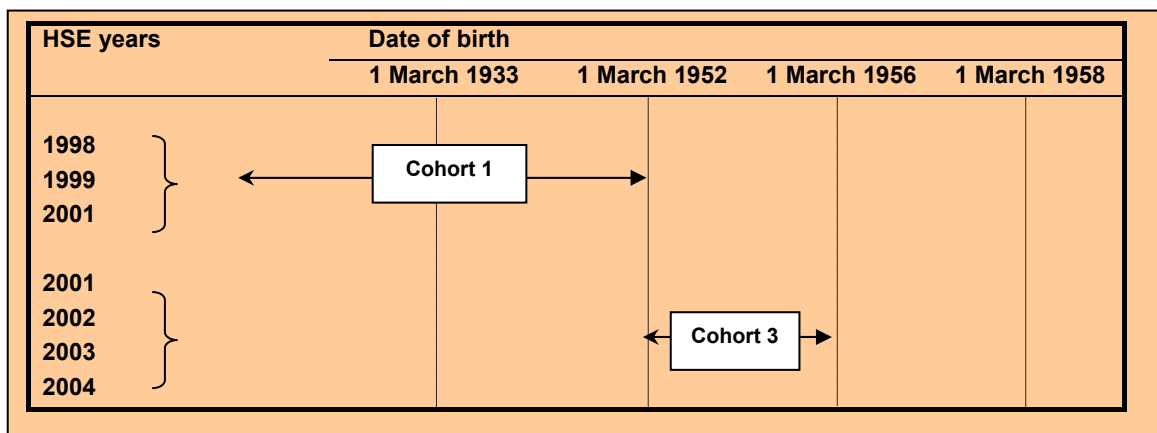 HSE years Date of birth
1 March 1933 1 March 1952 1 March 1956 1 March 1958
1998
Cohort 1
1999
2001
2001
2002
Cohort 3
2003
2004